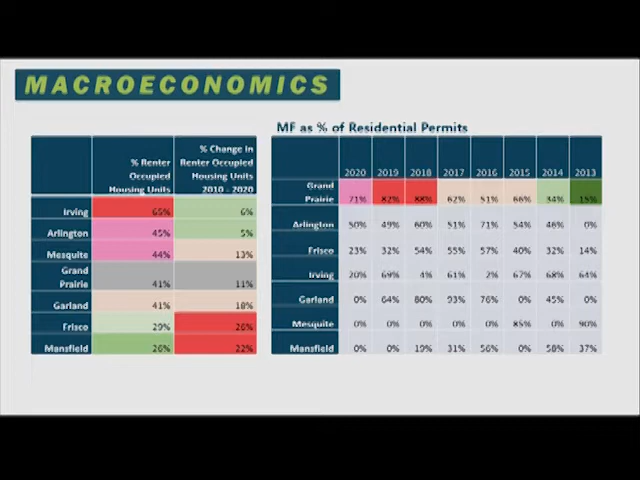 MACROECONOMICS
% Renter Occupied Housing Units
% Change In Renter Occupied Housing Units 2010 - 2020
Irving 65% 6%
Arlington 45% 5%
Mesquite 44% 13%
Grand Prairie 41% 11%
Garland 41% 18%
Frisco 29% 26%
Mansfield 26% 22%
MF as % of Residential Permits
2020 2019 2018 2017 2016 2015 2014 2013
Grand Prairie 71% 82% 88% 62% 51% 66% 34% 15%
Arlington 50% 49% 60% 51% 71% 54% 46% 0%
Frisco 23% 32% 54% 55% 57% 40% 32% 14%
Irving 20% 69% 4% 61% 2% 67% 68% 64%
Garland 0% 64% 80% 93% 76% 0% 45% 0%
Mesquite 0% 0% 0% 0% 0% 85% 0% 90%
Mansfield 0% 0% 19% 31% 56% 0% 58% 37%